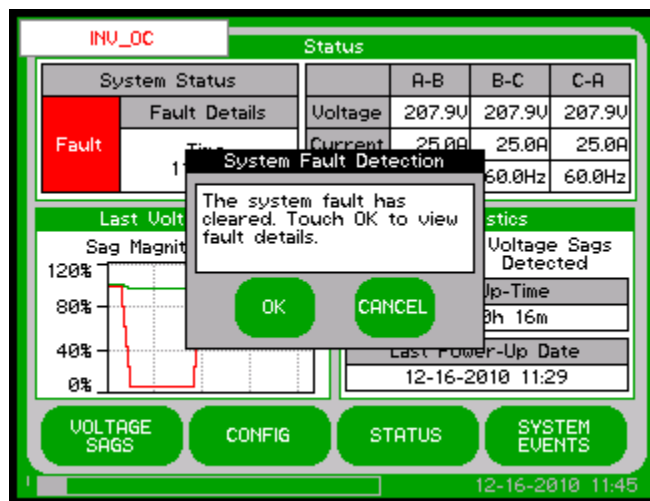 INV_OC
Status
System Status
A-B B-C C-A
Fault Details
Voltage 207.9V 207.9V 207.9V
Fault
Current 25.0A 25.0A 25.0A
60.0Hz 60.0Hz
System Fault Detection
The system fault has
cleared. Touch OK to view
fault details.
OK CANCEL
Last Volt
Sag Magnit
120%
80%
40%
0%
stics
Voltage Sags
Detected
Up-Time
0h 16m
Last Power-Up Date
12-16-2010 11:29
VOLTAGE
SAGS
CONFIG
STATUS
SYSTEM
EVENTS
12-16-2010 11:45